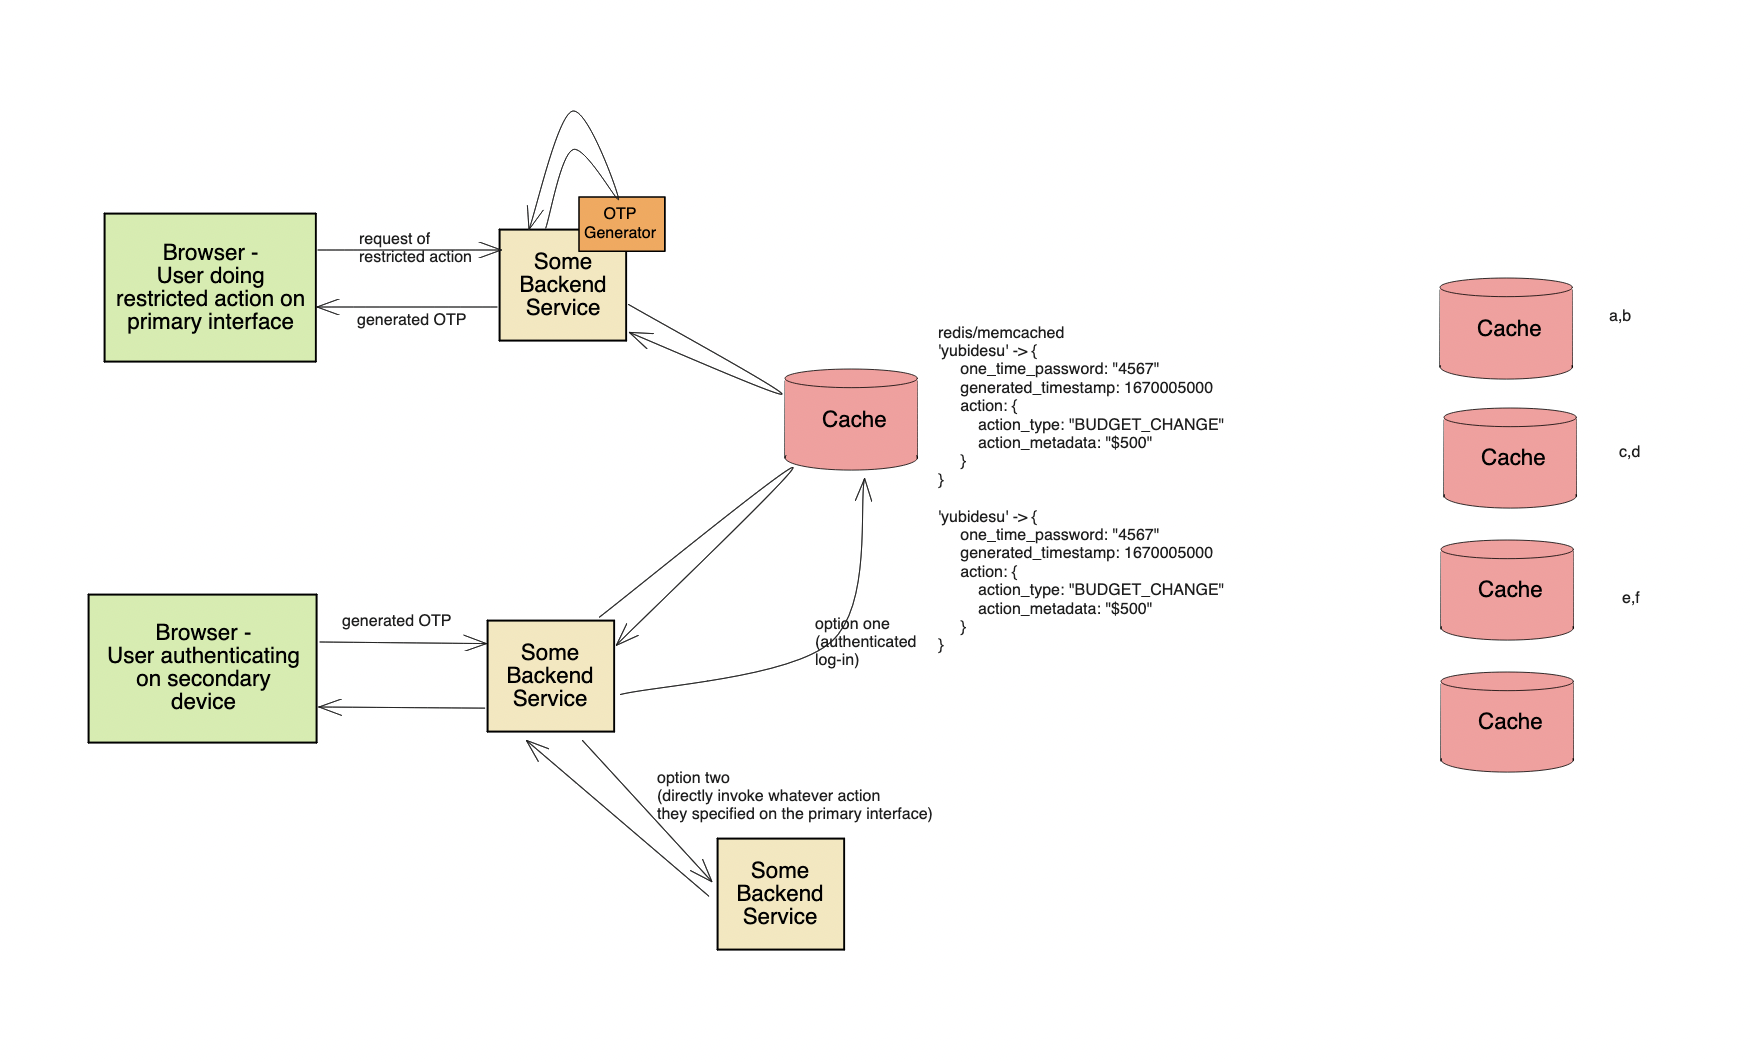 OTP
Generator
Browser -
User doing
restricted action on
primary interface
request of
restricted action
generated OTP
Some
Backend
Service
Cache
redis/memcached
'yubidesu' -> {
one_time_password: "4567"
generated_timestamp: 1670005000
action: {
action_type: "BUDGET_CHANGE"
action_metadata: "$500"
}
}
'yubidesu' -> {
one_time_password: "4567"
generated_timestamp: 1670005000
action: {
action_type: "BUDGET_CHANGE"
action_metadata: "$500"
}
}
Browser -
User authenticating
on secondary
device
generated OTP
Some
Backend
Service
option one
(authenticated
log-in)
option two
(directly invoke whatever action
they specified on the primary interface)
Some
Backend
Service
Cache
a,b
Cache
c,d
Cache
e,f
Cache